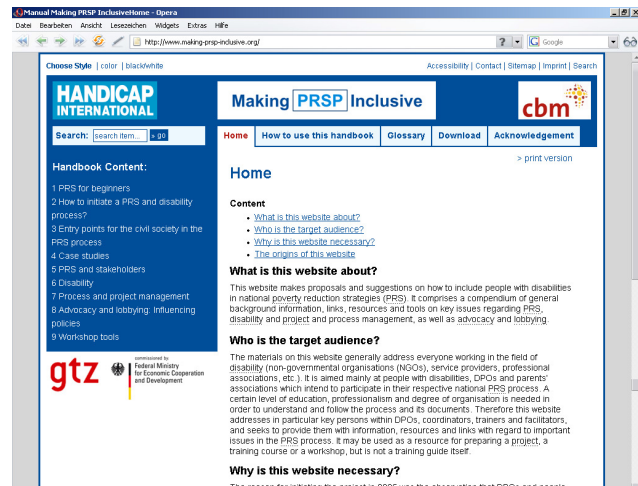 Manual Making PRSP InclusiveHome - Opera
Datei Bearbeiten Ansicht Lesezeichen Widgets Extras Hilfe
http://www.making-prsp-inclusive.org/
? Google
Choose Style | color | black/white
Accessibility | Contact | Sitemap | Imprint | Search
HANDICAP
INTERNATIONAL
Making PRSP Inclusive
cbm
Search: search item... > go
Home How to use this handbook Glossary Download Acknowledgement
> print version
Handbook Content:
1 PRS for beginners
2 How to initiate a PRS and disability
process?
3 Entry points for the civil society in the
PRS process
4 Case studies
5 PRS and stakeholders
6 Disability
7 Process and project management
8 Advocacy and lobbying: Influencing
policies
9 Workshop tools
gtz
commissioned by
Federal Ministry
for Economic Cooperation
and Development
Home
Content
• What is this website about?
• Who is the target audience?
• Why is this website necessary?
• The origins of this website
What is this website about?
This website makes proposals and suggestions on how to include people with disabilities
in national poverty reduction strategies (PRS). It comprises a compendium of general
background information, links, resources and tools on key issues regarding PRS,
disability and project and process management, as well as advocacy and lobbying.
Who is the target audience?
The materials on this website generally address everyone working in the field of
disability (non-governmental organisations (NGOs), service providers, professional
associations, etc.). It is aimed mainly at people with disabilities, DPOs and parents'
associations which intend to participate in their respective national PRS process. A
certain level of education, professionalism and degree of organisation is needed in
order to understand and follow the process and its documents. Therefore this website
addresses in particular key persons within DPOs, coordinators, trainers and facilitators,
and seeks to provide them with information, resources and links with regard to important
issues in the PRS process. It may be used as a resource for preparing a project, a
training course or a workshop, but is not a training guide itself.
Why is this website necessary?